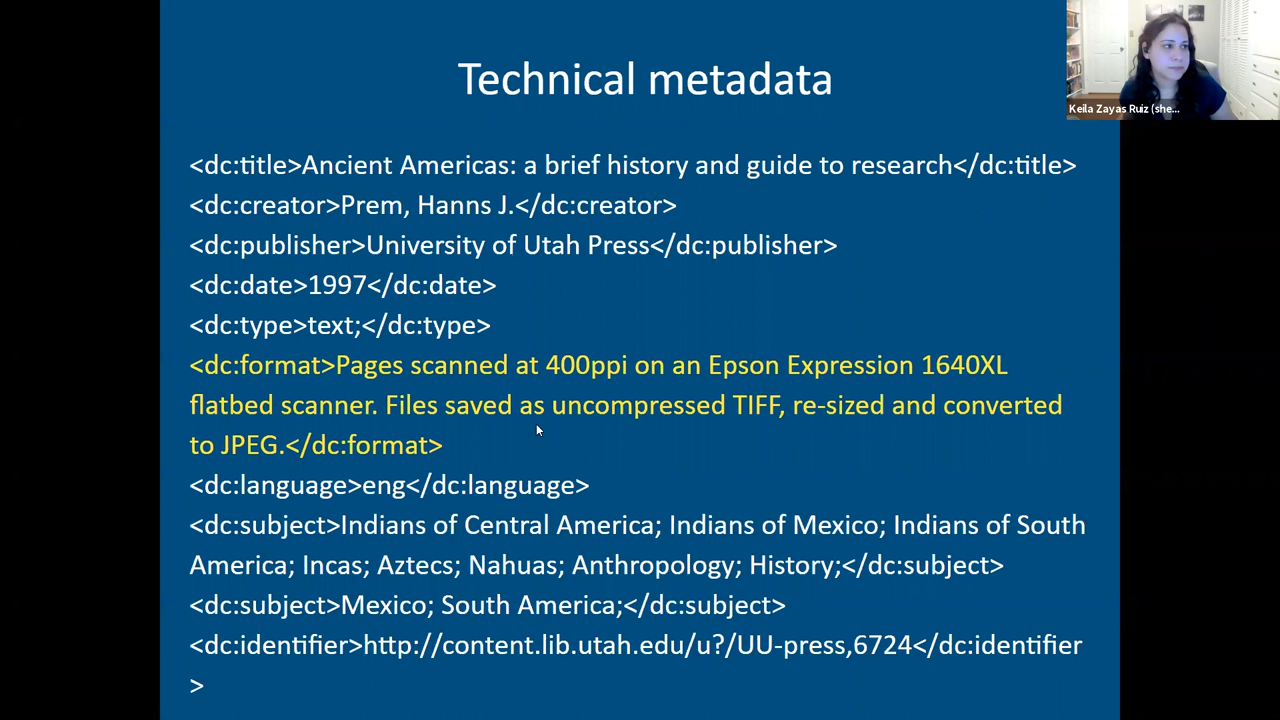 Technical metadata
Keila Zayas Ruiz (she...
<dc:title>Ancient Americas: a brief history and guide to research</dc:title>
<dc:creator>Prem, Hanns J.</dc:creator>
<dc:publisher>University of Utah Press</dc:publisher>
<dc:date>1997</dc:date>
<dc:type>text;</dc:type>
<dc:format>Pages scanned at 400ppi on an Epson Expression 1640XL
flatbed scanner. Files saved as uncompressed TIFF, re-sized and converted
to JPEG.</dc:format>
<dc:language>eng</dc:language>
<dc:subject>Indians of Central America; Indians of Mexico; Indians of South
America; Incas; Aztecs; Nahuas; Anthropology; History;</dc:subject>
<dc:subject>Mexico; South America;</dc:subject>
<dc:identifier>http://content.lib.utah.edu/u?/UU-press,6724</dc:identifier
>